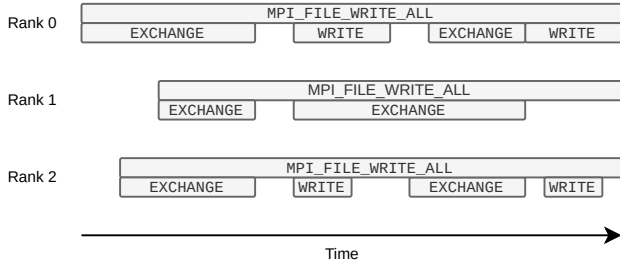 MPI_FILE_WRITE_ALL
Rank 0
EXCHANGE WRITE EXCHANGE WRITE
MPI_FILE_WRITE_ALL
Rank 1
EXCHANGE EXCHANGE
MPI_FILE_WRITE_ALL
Rank 2
EXCHANGE WRITE EXCHANGE WRITE
Time